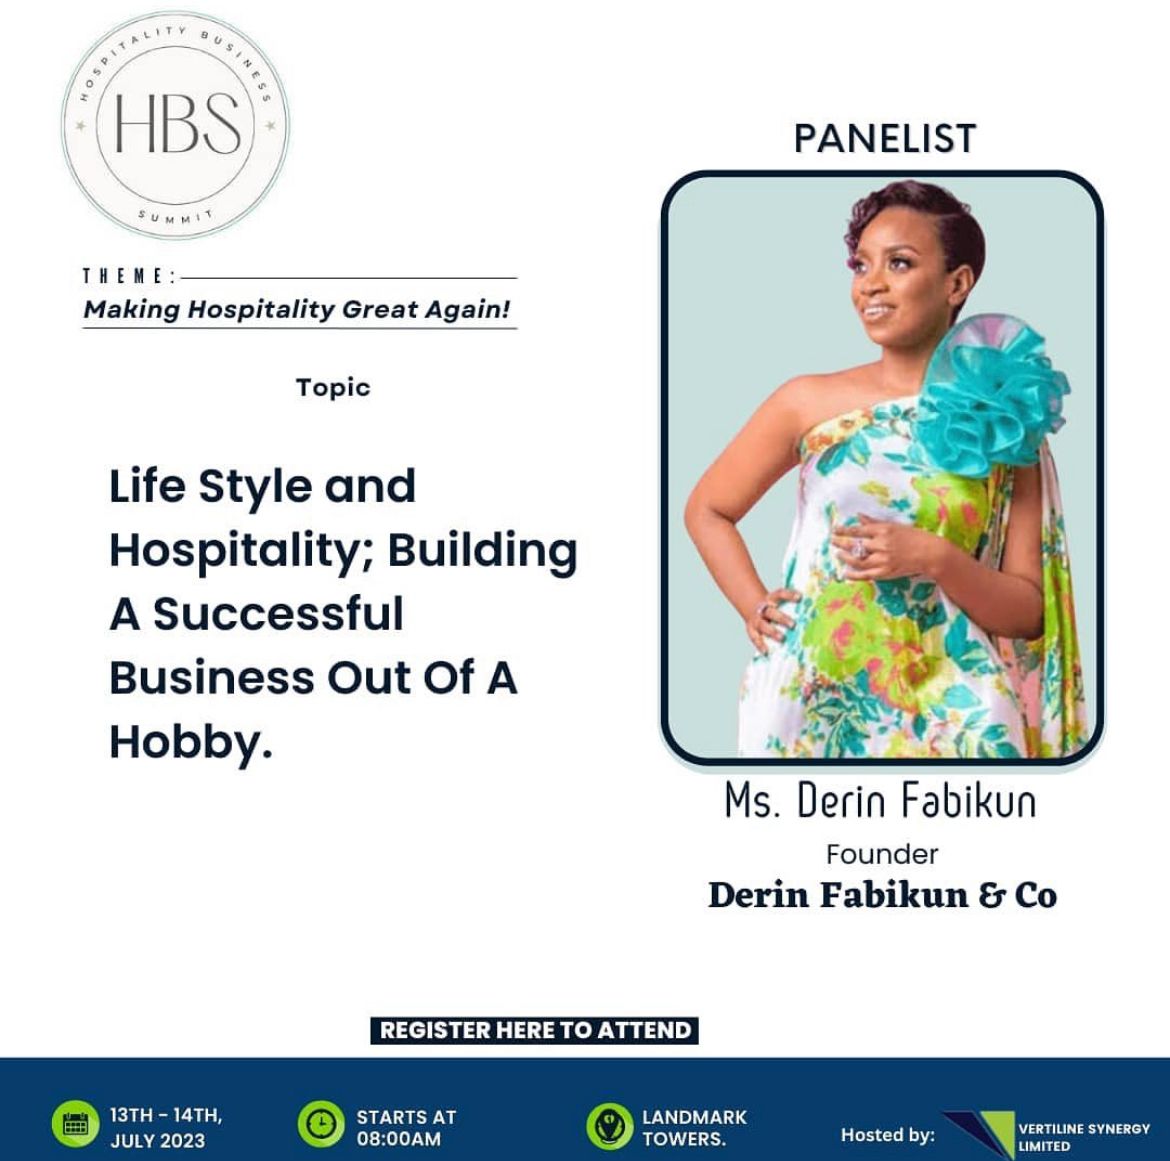 HOSPITALITY BUSINESS
HBS
SUMMIT
THEME:
Making Hospitality Great Again!
Topic
Life Style and
Hospitality; Building
A Successful
Business Out Of A
Hobby.
PANELIST
Ms. Derin Fabikun
Founder
Derin Fabikun & Co
REGISTER HERE TO ATTEND
13TH - 14TH,
JULY 2023
STARTS AT
08:00AM
LANDMARK
TOWERS.
Hosted by:
VERTILINE SYNERGY
LIMITED